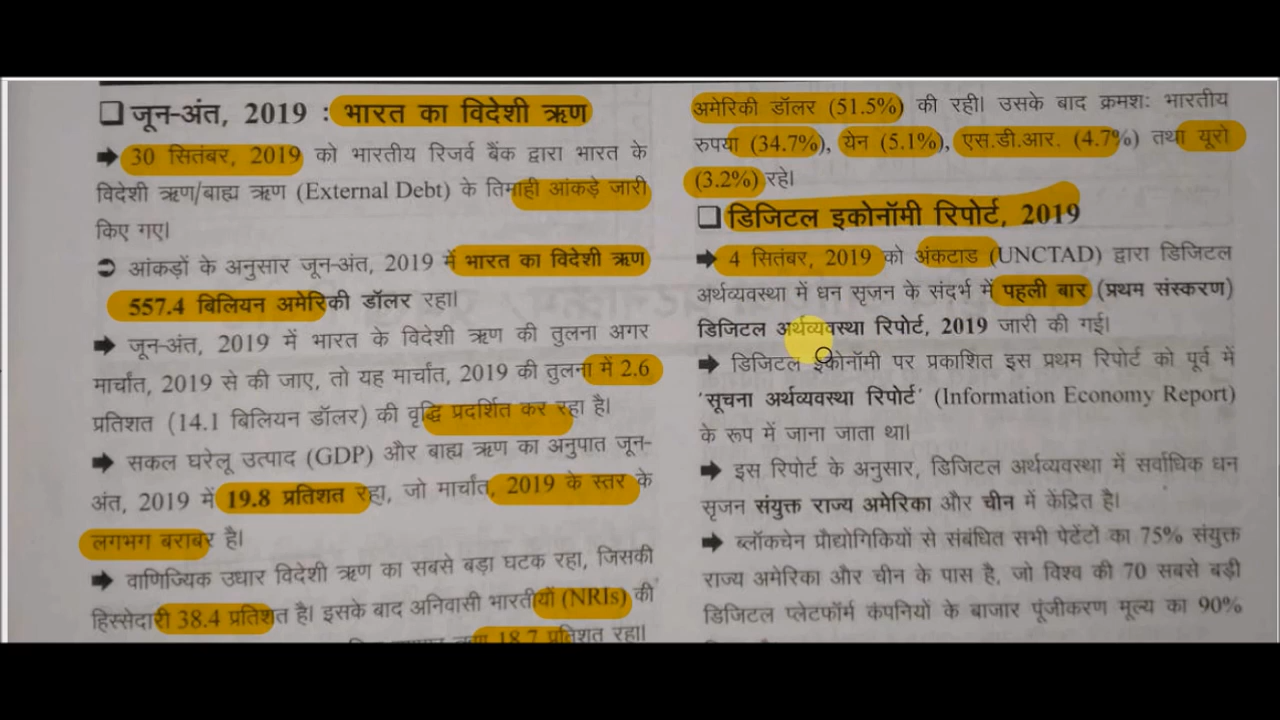 ❑ जून-अंत, 2019 : भारत का विदेशी ऋण
➡ 30 सितंबर, 2019 को भारतीय रिजर्व बैंक द्वारा भारत के
विदेशी ऋण/बाह्य ऋण (External Debt) के तिमाही आंकड़े जारी
किए गए।
➲ आंकड़ों के अनुसार जून-अंत, 2019 में भारत का विदेशी ऋण
557.4 बिलियन अमेरिकी डॉलर रहा।
➡ जून-अंत, 2019 में भारत के विदेशी ऋण की तुलना अगर
मार्चांत, 2019 से की जाए, तो यह मार्चांत, 2019 की तुलना में 2.6
प्रतिशत (14.1 बिलियन डॉलर) की वृद्धि प्रदर्शित कर रहा है।
➡ सकल घरेलू उत्पाद (GDP) और बाह्य ऋण का अनुपात जून-
अंत, 2019 में 19.8 प्रतिशत रहा, जो मार्चांत, 2019 के स्तर के
लगभग बराबर है।
➡ वाणिज्यिक उधार विदेशी ऋण का सबसे बड़ा घटक रहा, जिसकी
हिस्सेदारी 38.4 प्रतिशत है। इसके बाद अनिवासी भारतीयों (NRIs) की
18.7 प्रतिशत रहा।
अमेरिकी डॉलर (51.5%) की रही। उसके बाद क्रमशः भारतीय
रुपया (34.7%), येन (5.1%), एस.डी.आर. (4.7%) तथा यूरो
(3.2%) रहे।
❑ डिजिटल इकोनॉमी रिपोर्ट, 2019
➡ 4 सितंबर, 2019 को अंकटाड (UNCTAD) द्वारा डिजिटल
अर्थव्यवस्था में धन सृजन के संदर्भ में पहली बार (प्रथम संस्करण)
डिजिटल अर्थव्यवस्था रिपोर्ट, 2019 जारी की गई।
➡ डिजिटल इकोनॉमी पर प्रकाशित इस प्रथम रिपोर्ट को पूर्व में
'सूचना अर्थव्यवस्था रिपोर्ट' (Information Economy Report)
के रूप में जाना जाता था।
➡ इस रिपोर्ट के अनुसार, डिजिटल अर्थव्यवस्था में सर्वाधिक धन
सृजन संयुक्त राज्य अमेरिका और चीन में केंद्रित है।
➡ ब्लॉकचेन प्रौद्योगिकियों से संबंधित सभी पेटेंटों का 75% संयुक्त
राज्य अमेरिका और चीन के पास है, जो विश्व की 70 सबसे बड़ी
डिजिटल प्लेटफॉर्म कंपनियों के बाजार पूंजीकरण मूल्य का 90%